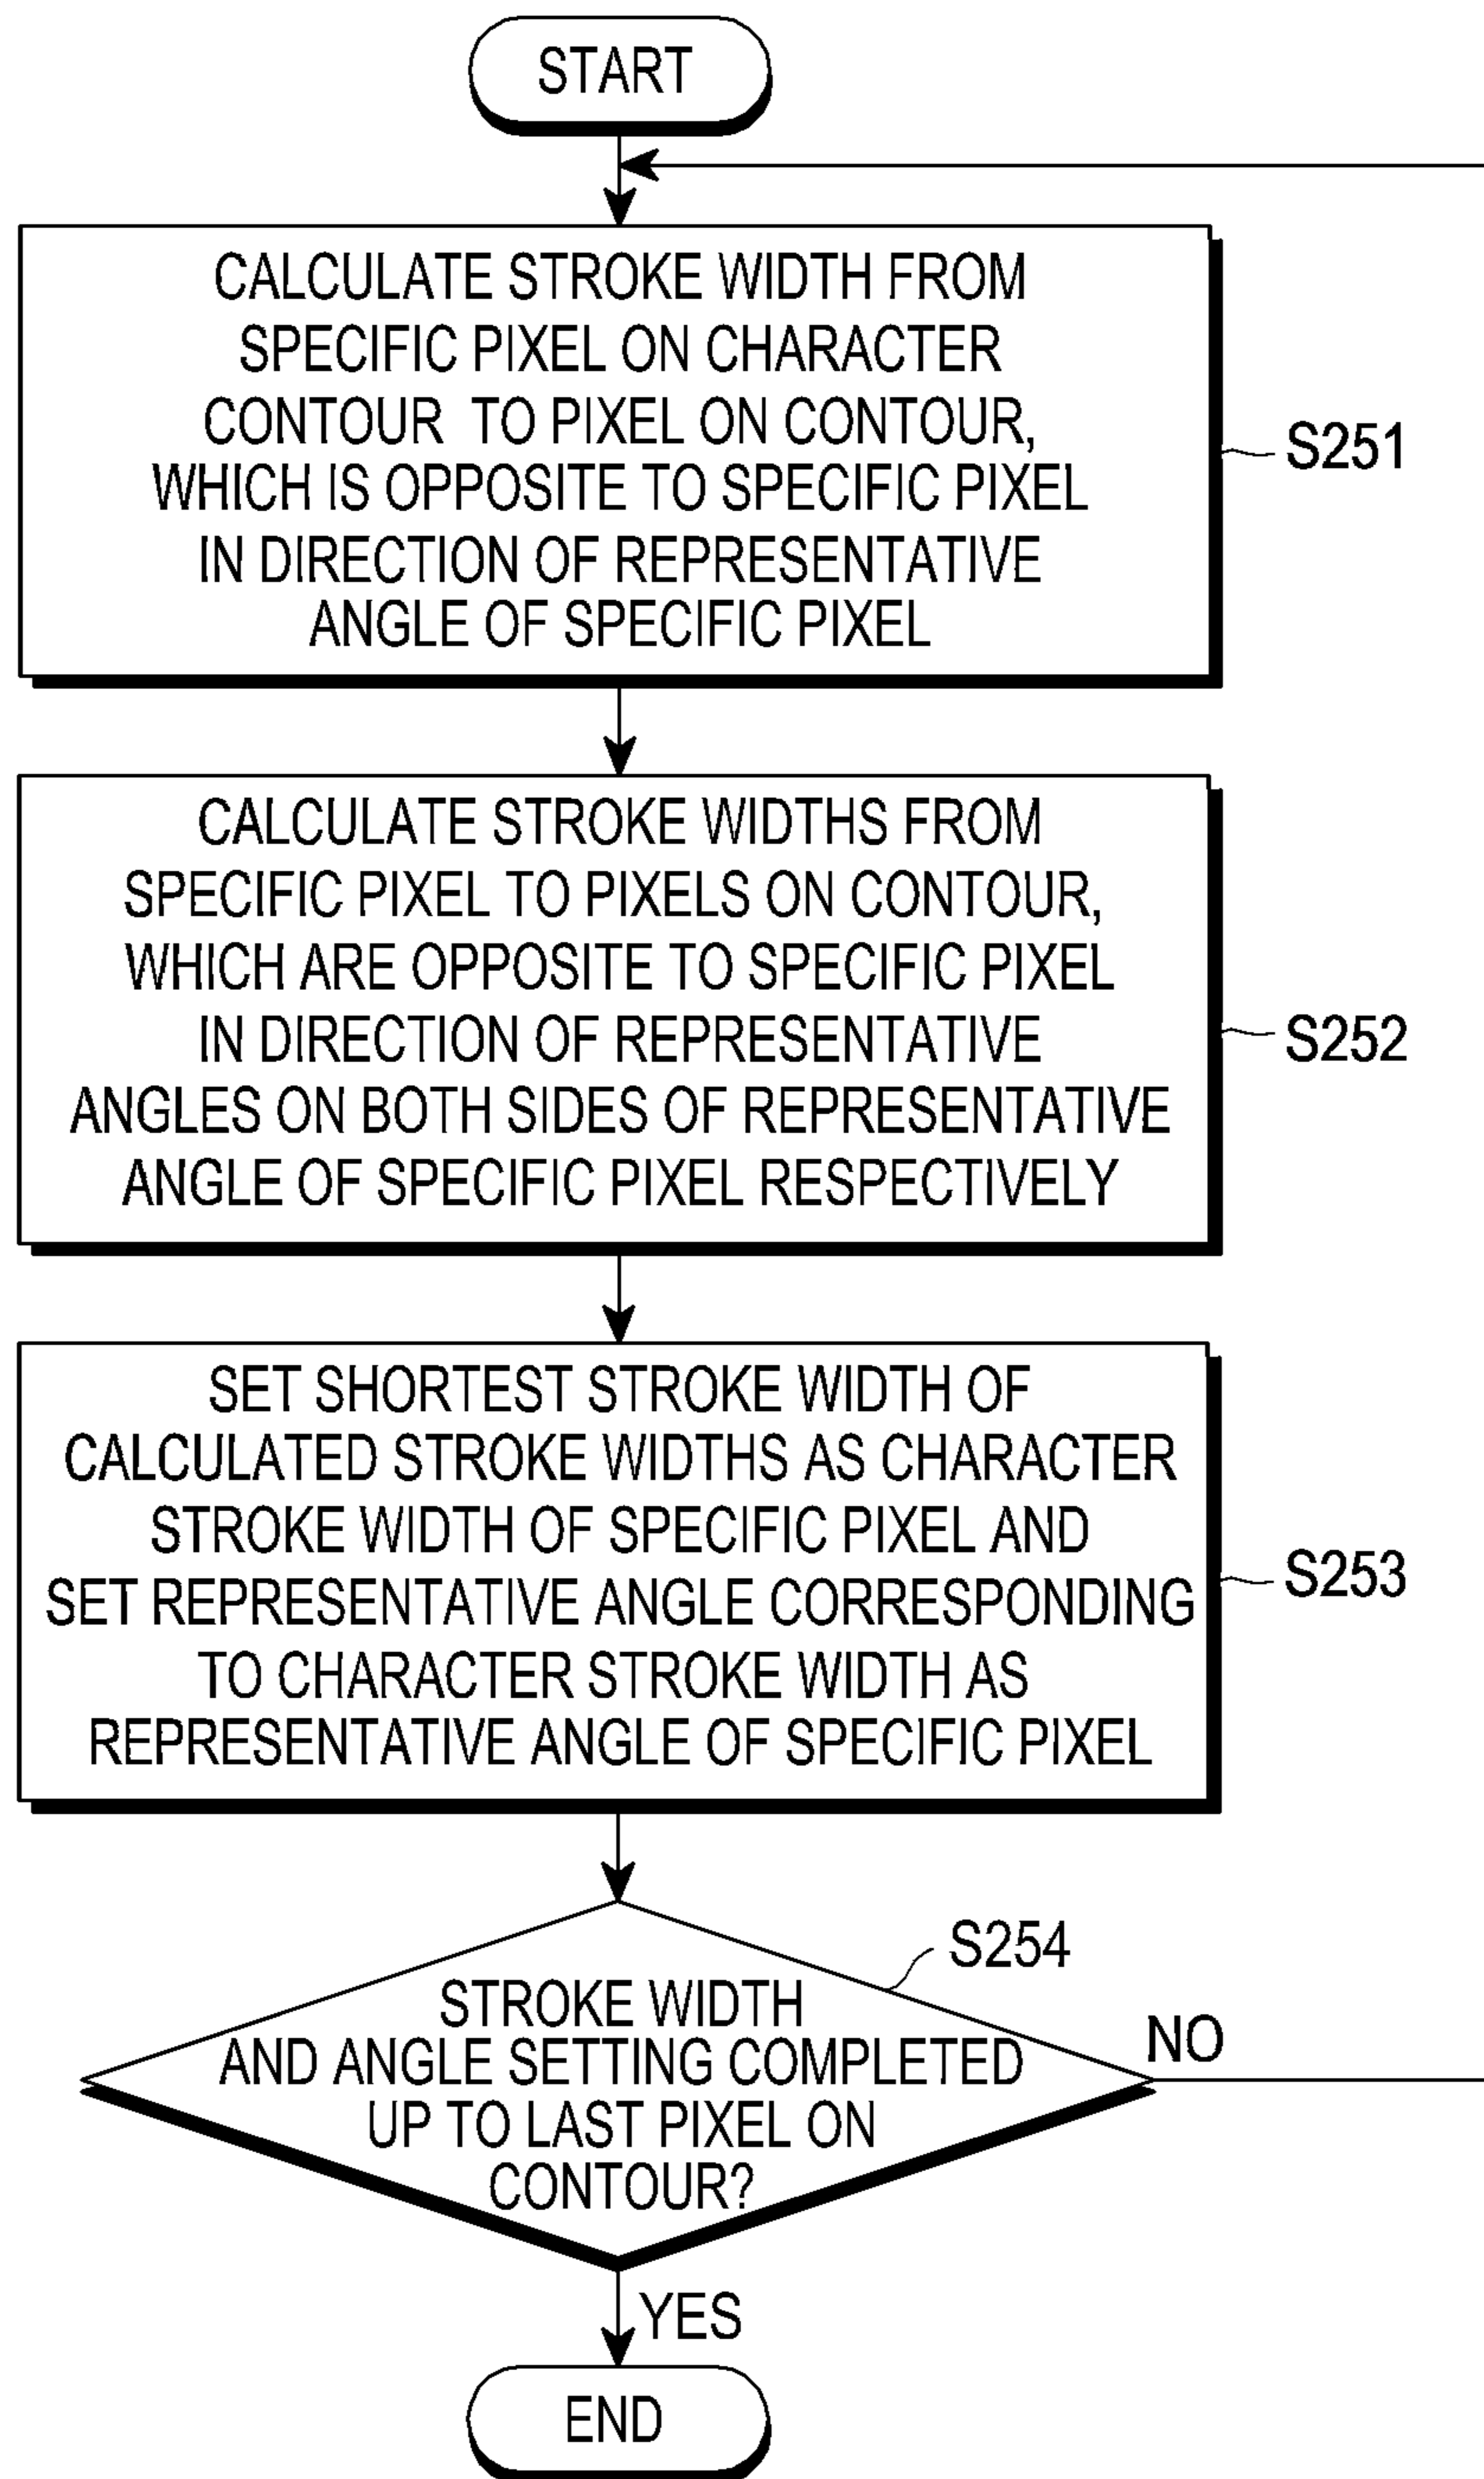 START
CALCULATE STROKE WIDTH FROM
SPECIFIC PIXEL ON CHARACTER
CONTOUR TO PIXEL ON CONTOUR,
WHICH IS OPPOSITE TO SPECIFIC PIXEL
IN DIRECTION OF REPRESENTATIVE
ANGLE OF SPECIFIC PIXEL
S251
CALCULATE STROKE WIDTHS FROM
SPECIFIC PIXEL TO PIXELS ON CONTOUR,
WHICH ARE OPPOSITE TO SPECIFIC PIXEL
IN DIRECTION OF REPRESENTATIVE
ANGLES ON BOTH SIDES OF REPRESENTATIVE
ANGLE OF SPECIFIC PIXEL RESPECTIVELY
S252
SET SHORTEST STROKE WIDTH OF
CALCULATED STROKE WIDTHS AS CHARACTER
STROKE WIDTH OF SPECIFIC PIXEL AND
SET REPRESENTATIVE ANGLE CORRESPONDING
TO CHARACTER STROKE WIDTH AS
REPRESENTATIVE ANGLE OF SPECIFIC PIXEL
S253
S254
STROKE WIDTH
AND ANGLE SETTING COMPLETED
UP TO LAST PIXEL ON
CONTOUR?
NO
YES
END